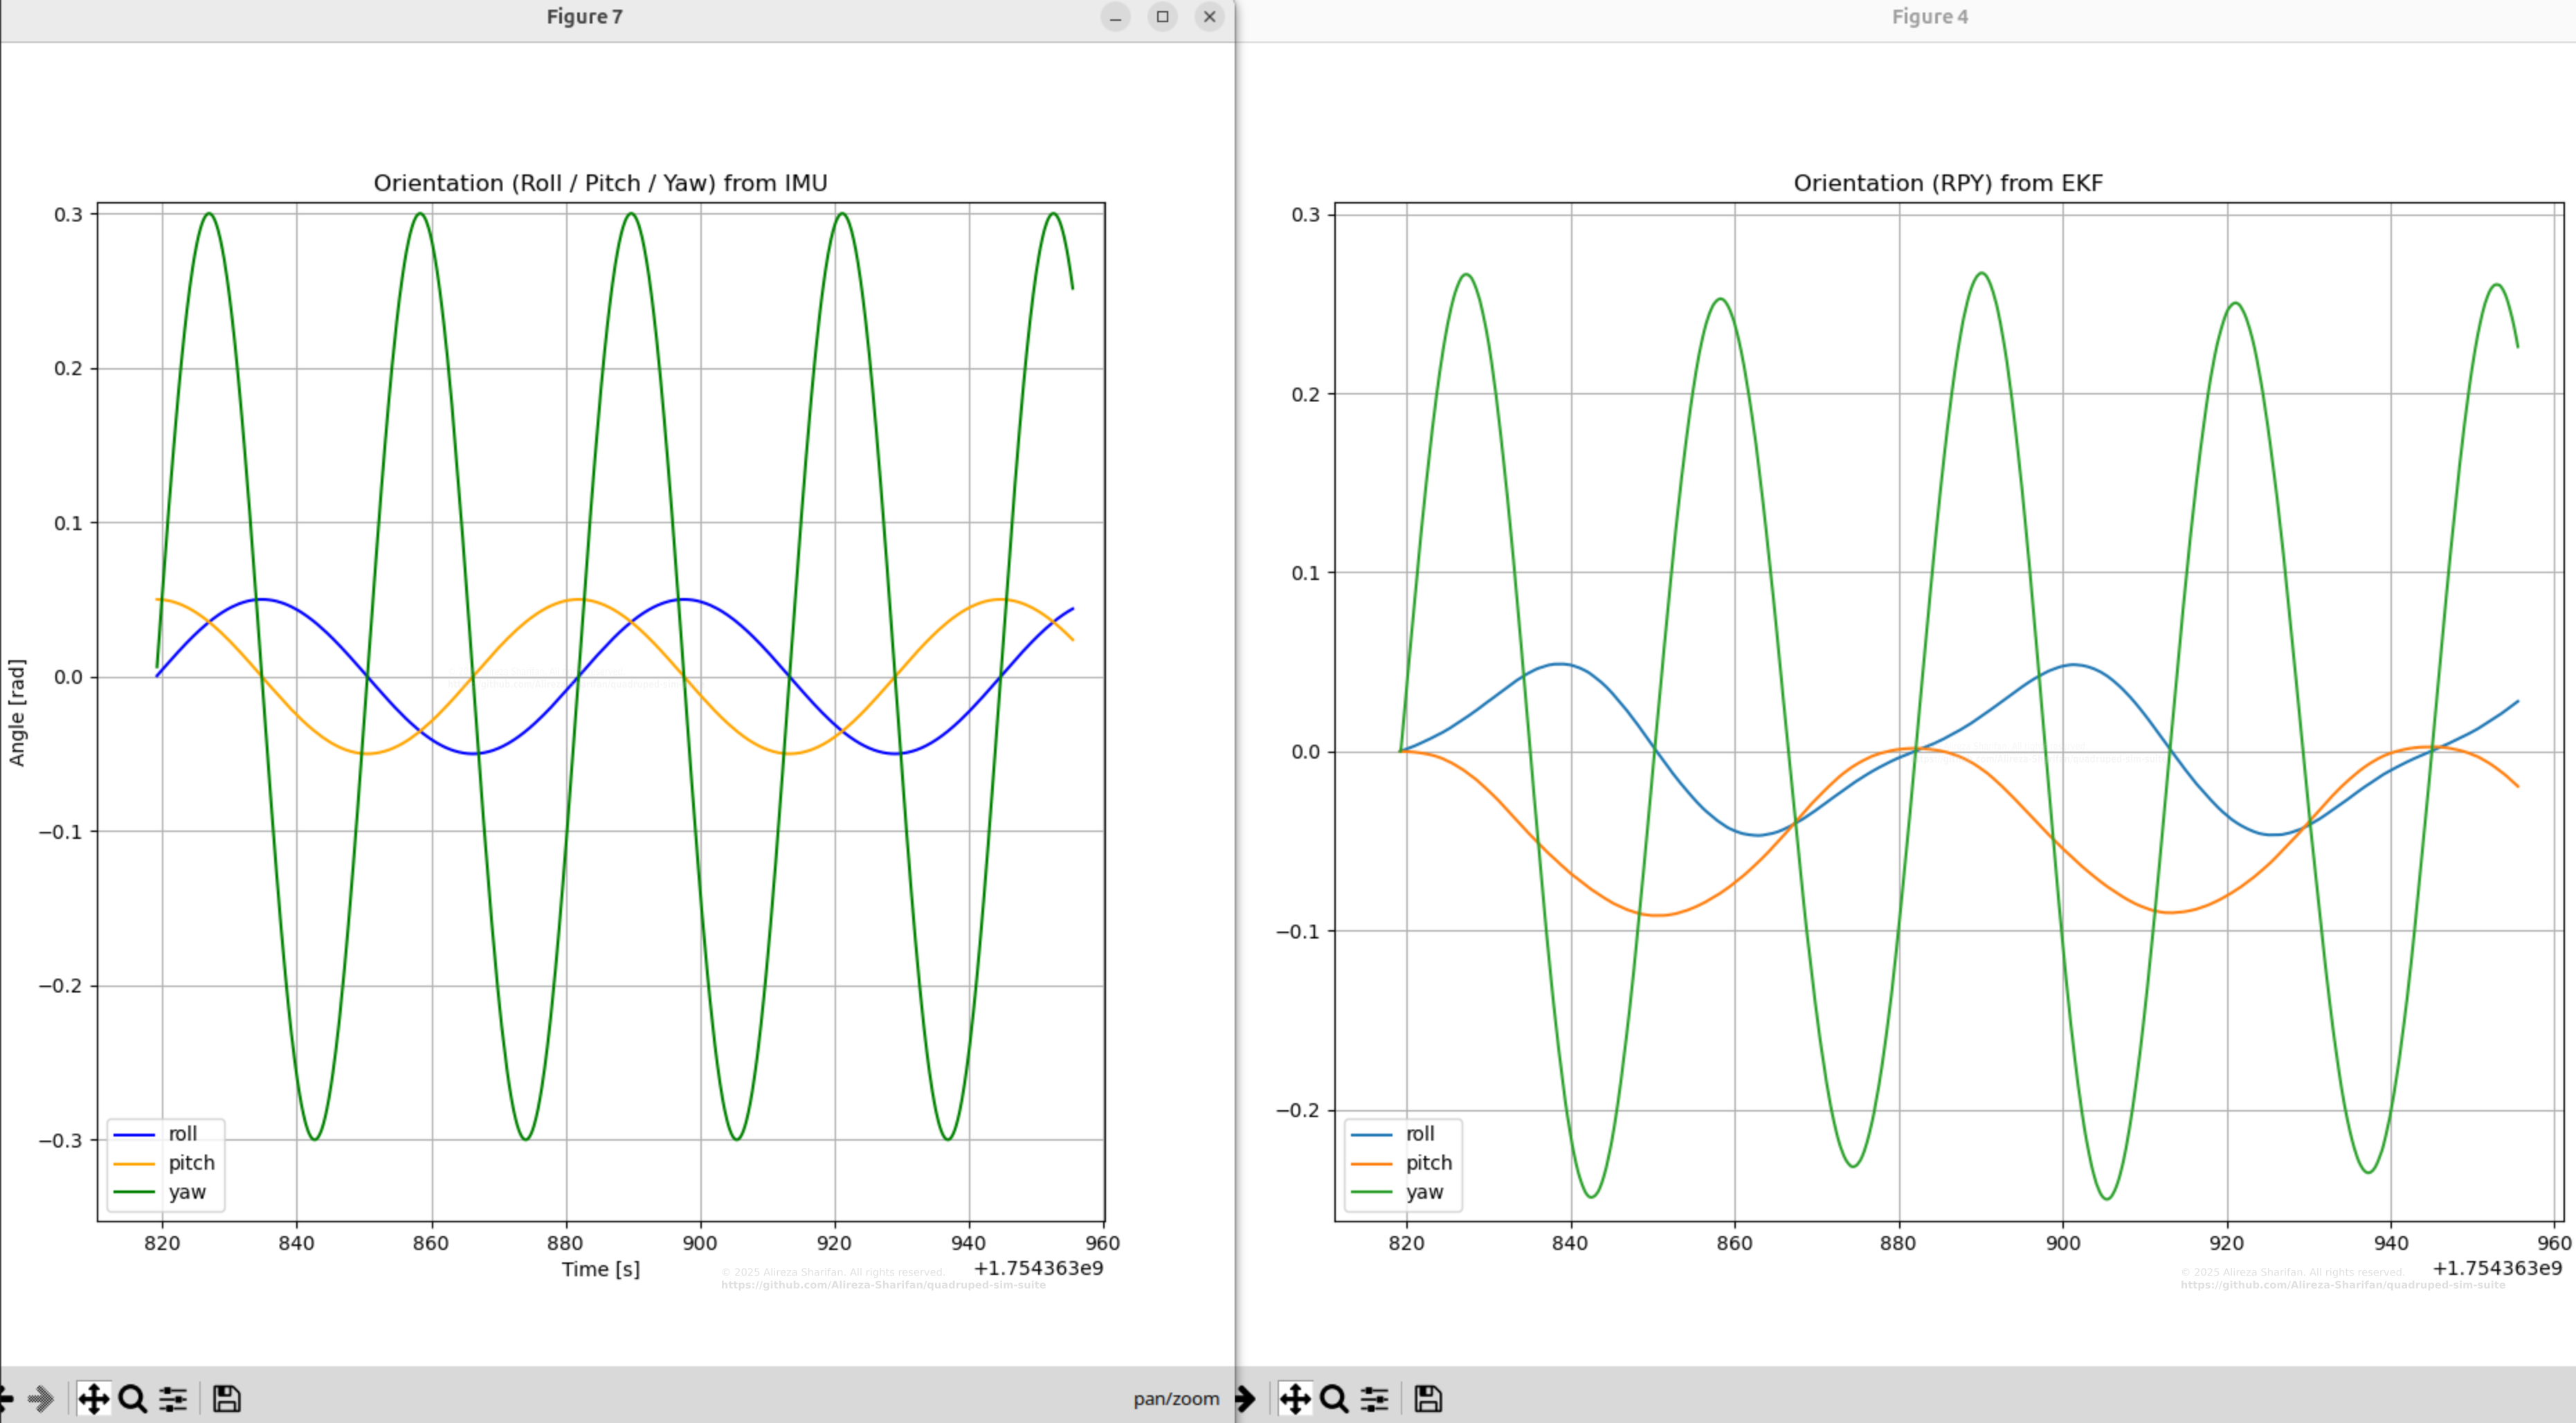 Figure 7
Orientation (Roll / Pitch / Yaw) from IMU
0.3
0.2
0.1
0.0
−0.1
−0.2
−0.3
Angle [rad]
roll
pitch
yaw
820
840
860
880
900
920
940
960
Time [s]
+1.754363e9
© 2025 Alireza Sharifan. All rights reserved.
https://github.com/Alireza-Sharifan/quadruped-sim-suite
pan/zoom
Figure 4
Orientation (RPY) from EKF
0.3
0.2
0.1
0.0
−0.1
−0.2
roll
pitch
yaw
820
840
860
880
900
920
940
960
+1.754363e9
© 2025 Alireza Sharifan. All rights reserved.
https://github.com/Alireza-Sharifan/quadruped-sim-suite